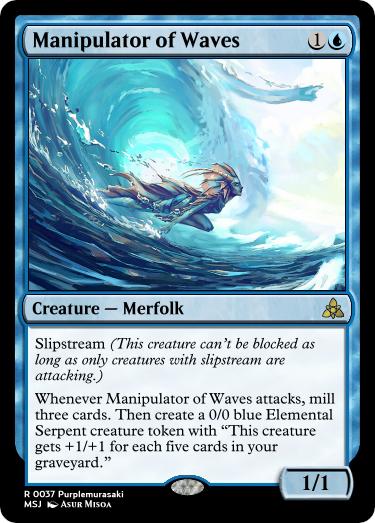 Manipulator of Waves 1
Creature — Merfolk
Slipstream (This creature can't be blocked as
long as only creatures with slipstream are
attacking.)
Whenever Manipulator of Waves attacks, mill
three cards. Then create a 0/0 blue Elemental
Serpent creature token with “This creature
gets +1/+1 for each five cards in your
graveyard.”
1/1
R 0037 Purplemurasaki
MSJ Asur Misoa